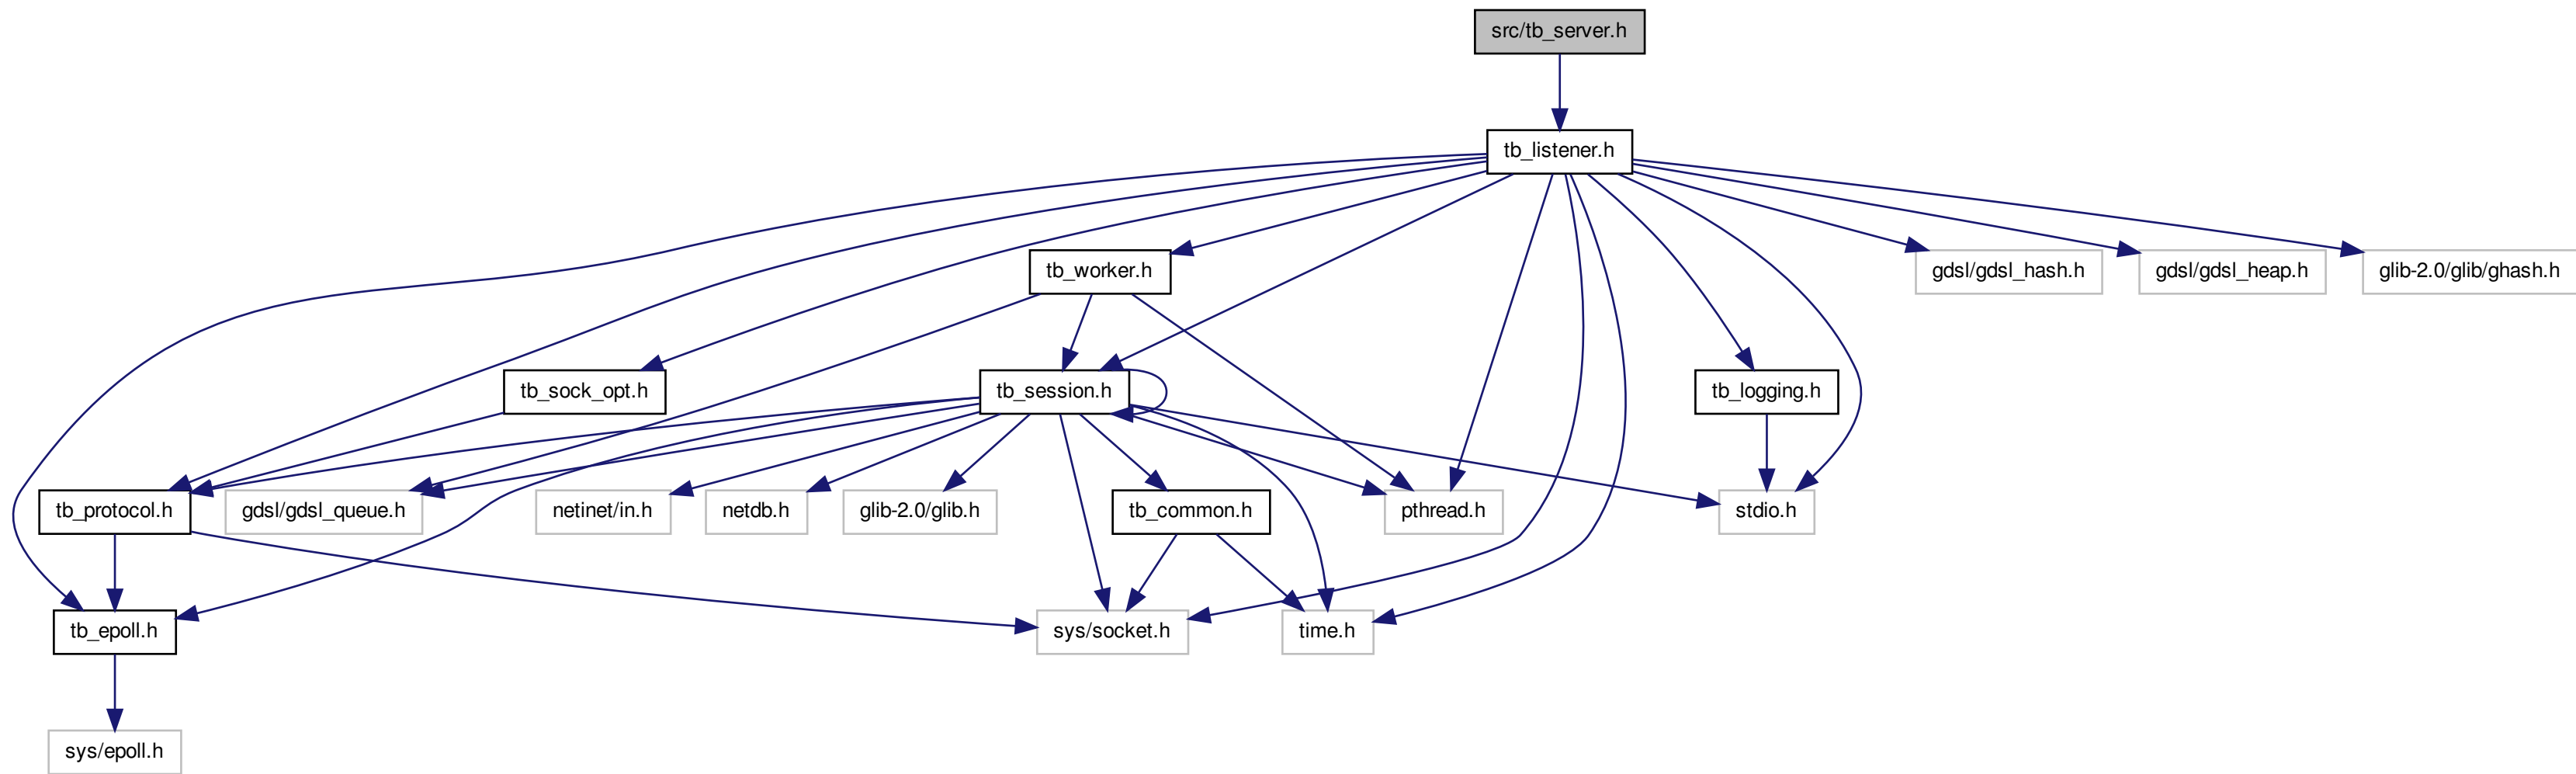 src/tb_server.h
tb_listener.h
tb_worker.h
gdsl/gdsl_hash.h
gdsl/gdsl_heap.h
glib-2.0/glib/ghash.h
tb_sock_opt.h
tb_session.h
tb_logging.h
tb_protocol.h
gdsl/gdsl_queue.h
netinet/in.h
netdb.h
glib-2.0/glib.h
tb_common.h
pthread.h
stdio.h
tb_epoll.h
sys/socket.h
time.h
sys/epoll.h